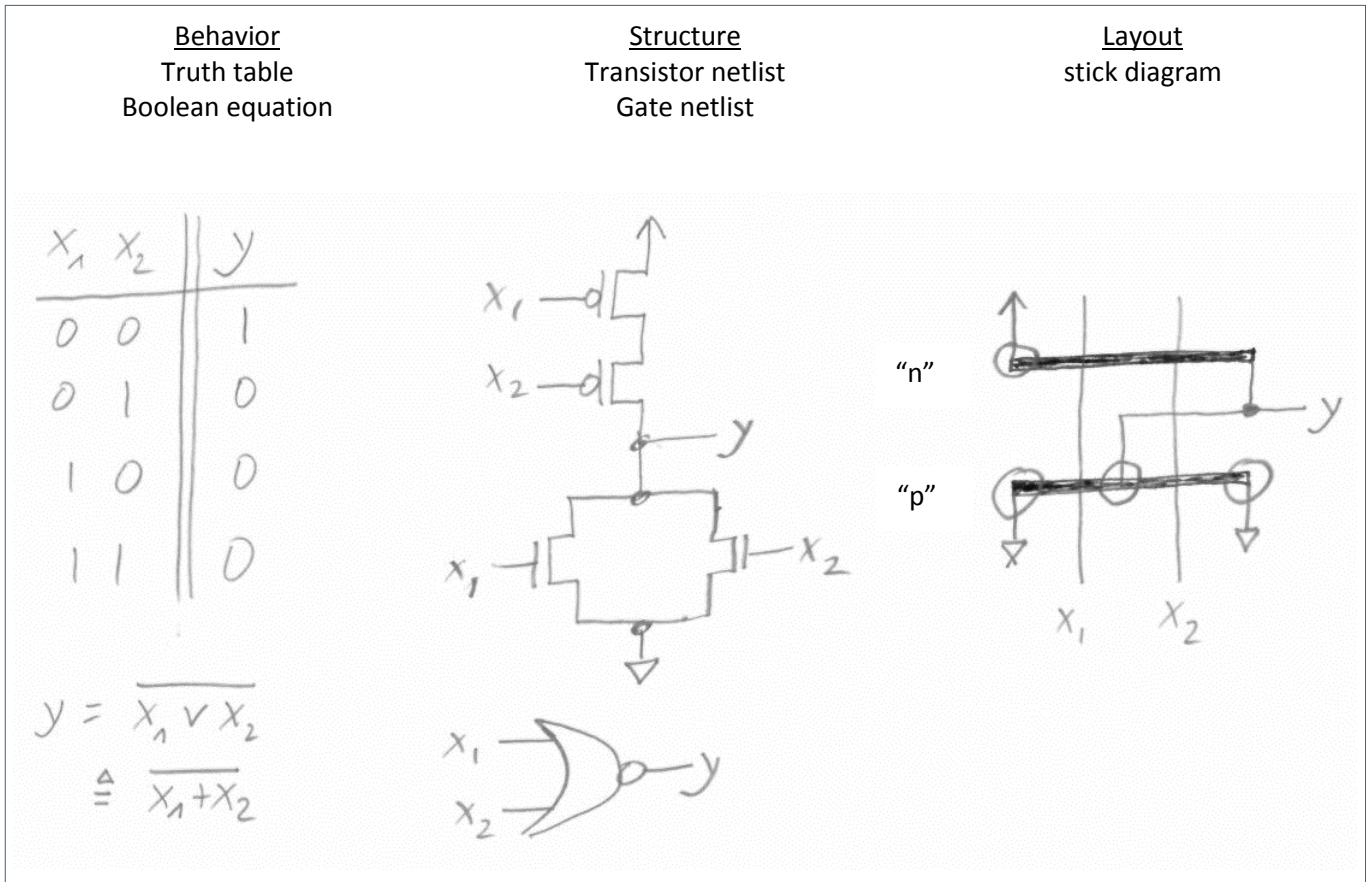 Behavior
Truth table
Boolean equation
x₁ x₂ y
0 0 1
0 1 0
1 0 0
1 1 0
y = \overline{x₁ ∨ x₂}
≙ \overline{x₁ + x₂}
Structure
Transistor netlist
Gate netlist
x₁
x₂
y
x₁
x₂
x₁
y
x₂
Layout
stick diagram
“n”
y
“p”
x₁ x₂